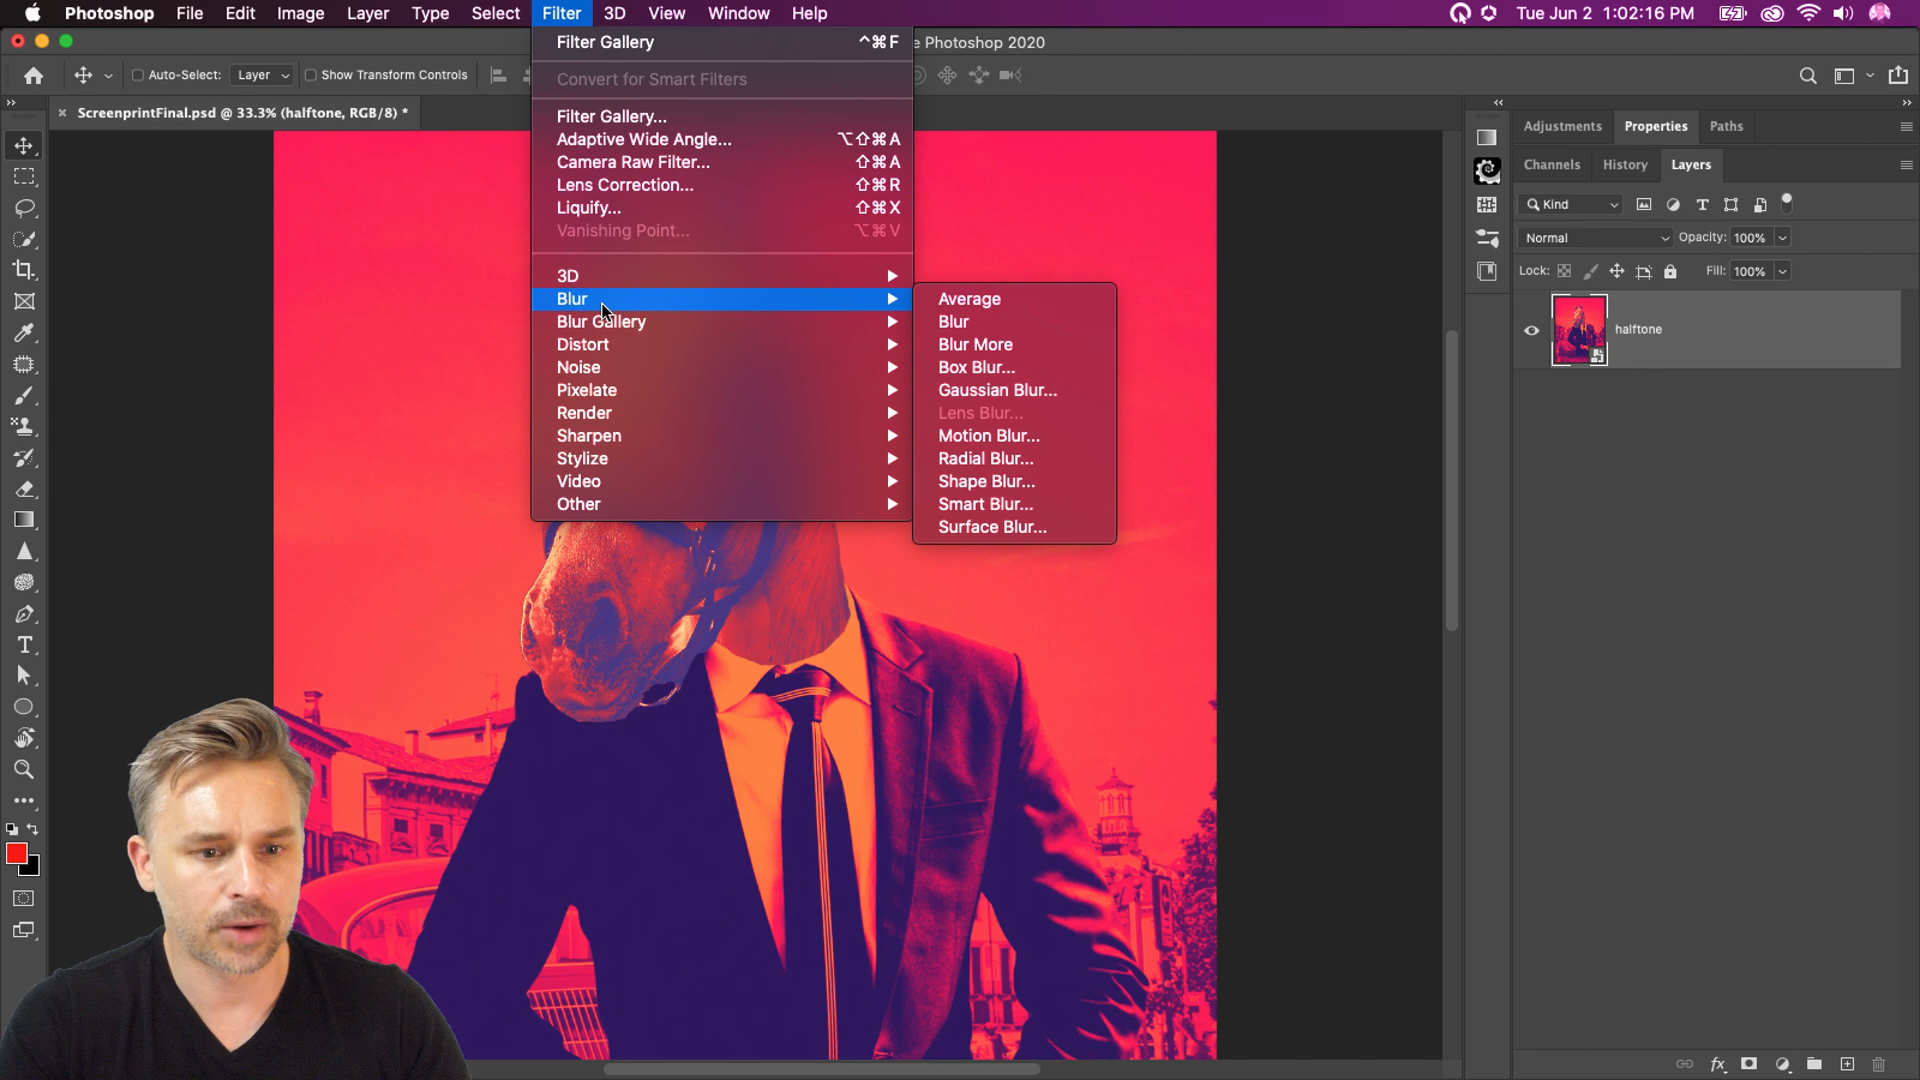 Photoshop File Edit Image Layer Type Select Filter 3D View Window Help Tue Jun 2 1:02:16 PM
Filter Gallery ^⌘F
e Photoshop 2020
Auto-Select: Layer Show Transform Controls
Convert for Smart Filters
ScreenprintFinal.psd @ 33.3% (halftone, RGB/8) *
Filter Gallery...
Adaptive Wide Angle... ⌥⇧⌘A
Camera Raw Filter... ⇧⌘A
Lens Correction... ⇧⌘R
Liquify... ⇧⌘X
Vanishing Point... ⌥⌘V
3D
Blur
Blur Gallery
Distort
Noise
Pixelate
Render
Sharpen
Stylize
Video
Other
Average
Blur
Blur More
Box Blur...
Gaussian Blur...
Lens Blur...
Motion Blur...
Radial Blur...
Shape Blur...
Smart Blur...
Surface Blur...
Adjustments Properties Paths
Channels History Layers
Kind
Normal Opacity: 100%
Lock: Fill: 100%
halftone